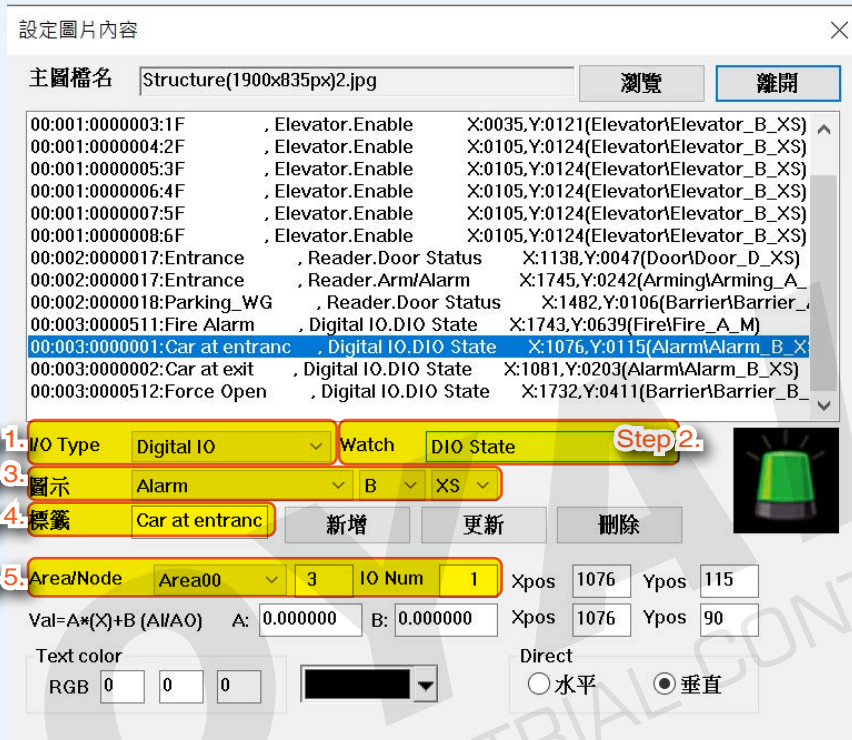 設定圖片內容
主圖檔名 Structure(1900x835px)2.jpg 瀏覽 離開
00:001:0000003:1F , Elevator.Enable X:0035,Y:0121(Elevator\Elevator_B_XS)
00:001:0000004:2F , Elevator.Enable X:0105,Y:0124(Elevator\Elevator_B_XS)
00:001:0000005:3F , Elevator.Enable X:0105,Y:0124(Elevator\Elevator_B_XS)
00:001:0000006:4F , Elevator.Enable X:0105,Y:0124(Elevator\Elevator_B_XS)
00:001:0000007:5F , Elevator.Enable X:0105,Y:0124(Elevator\Elevator_B_XS)
00:001:0000008:6F , Elevator.Enable X:0105,Y:0124(Elevator\Elevator_B_XS)
00:002:0000017:Entrance , Reader.Door Status X:1138,Y:0047(Door\Door_D_XS)
00:002:0000017:Entrance , Reader.Arm/Alarm X:1745,Y:0242(Arming\Arming_A_
00:002:0000018:Parking_WG , Reader.Door Status X:1482,Y:0106(Barrier\Barrier_
00:003:0000511:Fire Alarm , Digital IO.DIO State X:1743,Y:0639(Fire\Fire_A_M)
00:003:0000001:Car at entranc , Digital IO.DIO State X:1076,Y:0115(Alarm\Alarm_B_X
00:003:0000002:Car at exit , Digital IO.DIO State X:1081,Y:0203(Alarm\Alarm_B_XS)
00:003:0000512:Force Open , Digital IO.DIO State X:1732,Y:0411(Barrier\Barrier_B_
1. I/O Type Digital IO Watch DIO State Step 2.
3. 圖示 Alarm B XS
4. 標籤 Car at entranc 新增 更新 刪除
5. Area/Node Area00 3 IO Num 1 Xpos 1076 Ypos 115
Val=A*(X)+B (AI/AO) A: 0.000000 B: 0.000000 Xpos 1076 Ypos 90
Text color Direct
RGB 0 0 0 水平 垂直